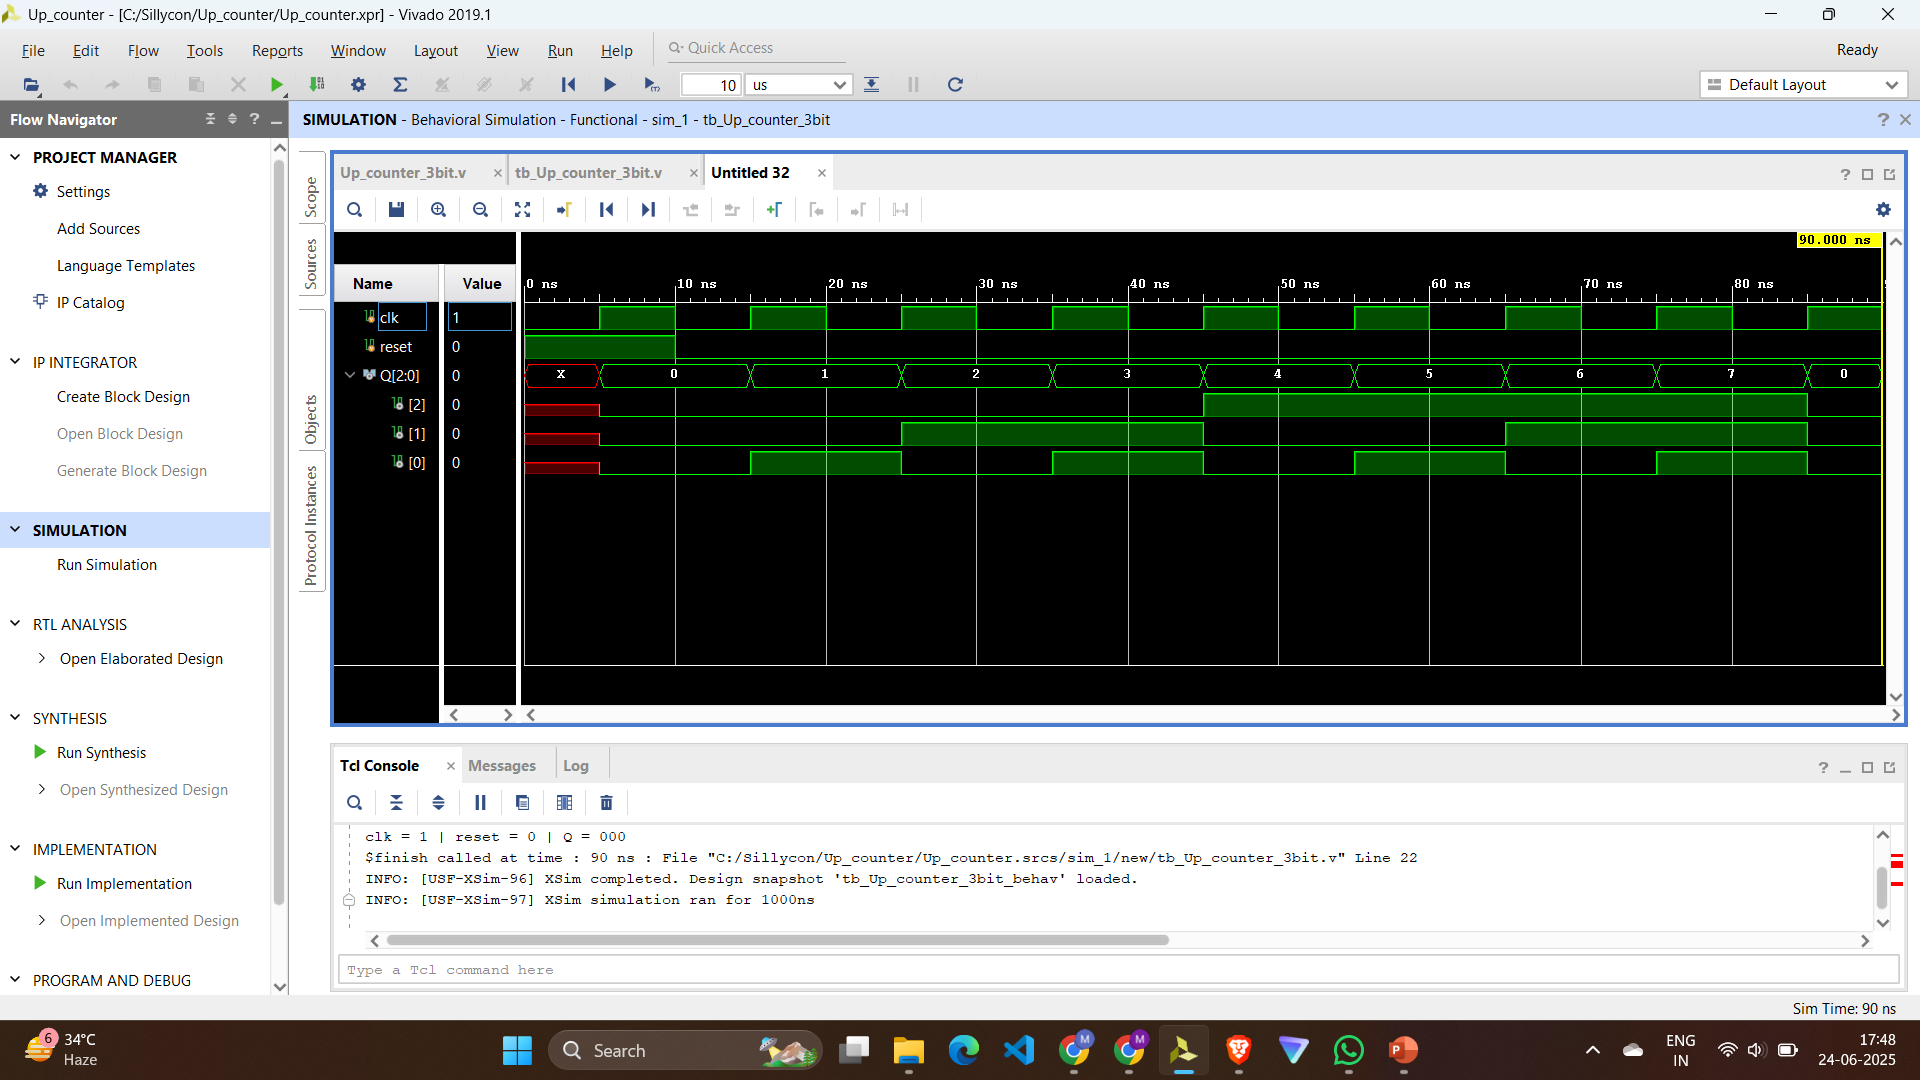 Up_counter - [C:/Sillycon/Up_counter/Up_counter.xpr] - Vivado 2019.1
File Edit Flow Tools Reports Window Layout View Run Help Quick Access
Ready
10 us
Default Layout
Flow Navigator
SIMULATION - Behavioral Simulation - Functional - sim_1 - tb_Up_counter_3bit
PROJECT MANAGER
Settings
Add Sources
Language Templates
IP Catalog
IP INTEGRATOR
Create Block Design
Open Block Design
Generate Block Design
SIMULATION
Run Simulation
RTL ANALYSIS
Open Elaborated Design
SYNTHESIS
Run Synthesis
Open Synthesized Design
IMPLEMENTATION
Run Implementation
Open Implemented Design
PROGRAM AND DEBUG
Scope
Sources
Objects
Protocol Instances
Up_counter_3bit.v tb_Up_counter_3bit.v Untitled 32
90.000 ns
Name Value 0 ns 10 ns 20 ns 30 ns 40 ns 50 ns 60 ns 70 ns 80 ns
clk 1
reset 0
Q[2:0] 0 X 0 1 2 3 4 5 6 7 0
[2] 0
[1] 0
[0] 0
Tcl Console Messages Log
clk = 1 | reset = 0 | Q = 000
$finish called at time : 90 ns : File "C:/Sillycon/Up_counter/Up_counter.srcs/sim_1/new/tb_Up_counter_3bit.v" Line 22
INFO: [USF-XSim-96] XSim completed. Design snapshot 'tb_Up_counter_3bit_behav' loaded.
INFO: [USF-XSim-97] XSim simulation ran for 1000ns
Type a Tcl command here
Sim Time: 90 ns
6
34°C
Haze
Search
M
M
P
ENG
IN
17:48
24-06-2025